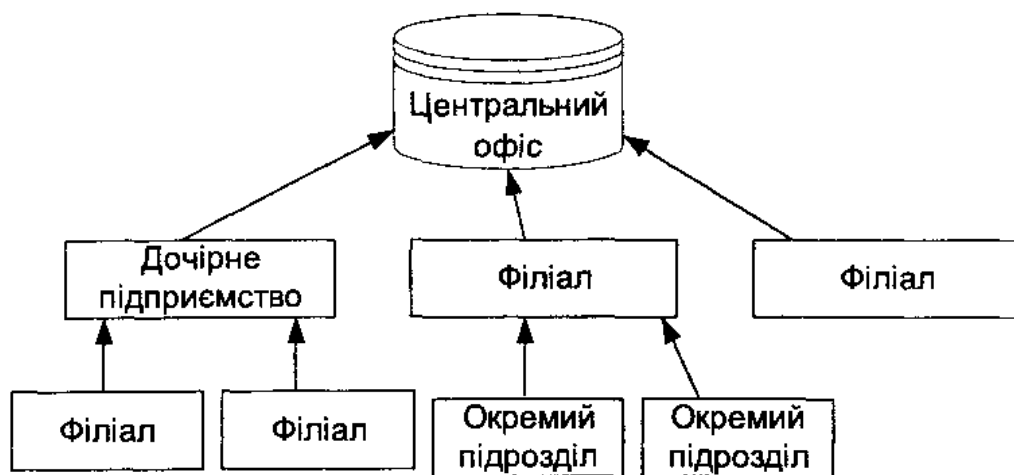 Центральний
офіс
Дочірне
підприємство
Філіал
Філіал
Філіал
Філіал
Окремий
підрозділ
Окремий
підрозділ